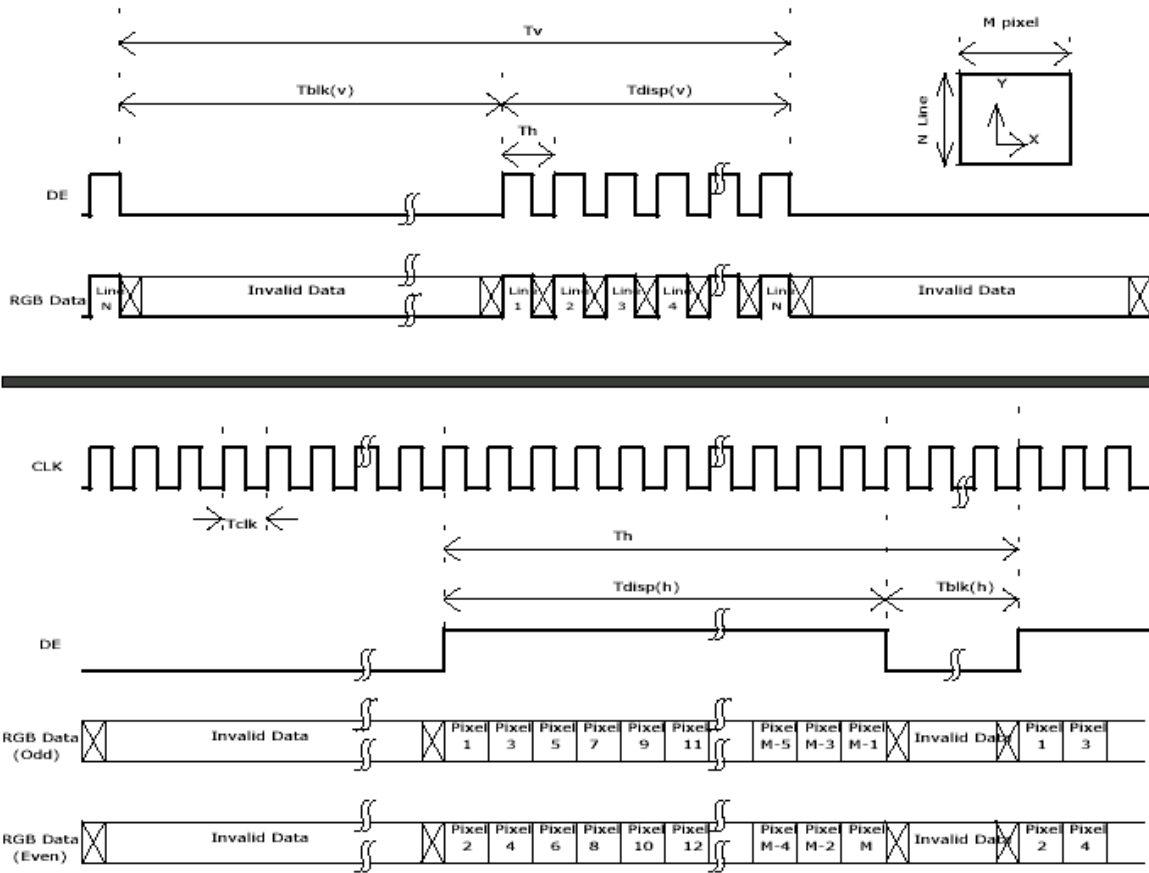 Tv
M pixel
Tblk(v)
Tdisp(v)
N Line
Y
X
Th
DE
RGB Data
Line N
Invalid Data
Line 1
Line 2
Line 3
Line 4
Line N
Invalid Data
CLK
Tclk
Th
Tdisp(h)
Tblk(h)
DE
RGB Data
(Odd)
Invalid Data
Pixel 1
Pixel 3
Pixel 5
Pixel 7
Pixel 9
Pixel 11
Pixel M-5
Pixel M-3
Pixel M-1
Invalid Data
Pixel 1
Pixel 3
RGB Data
(Even)
Invalid Data
Pixel 2
Pixel 4
Pixel 6
Pixel 8
Pixel 10
Pixel 12
Pixel M-4
Pixel M-2
Pixel M
Invalid Data
Pixel 2
Pixel 4